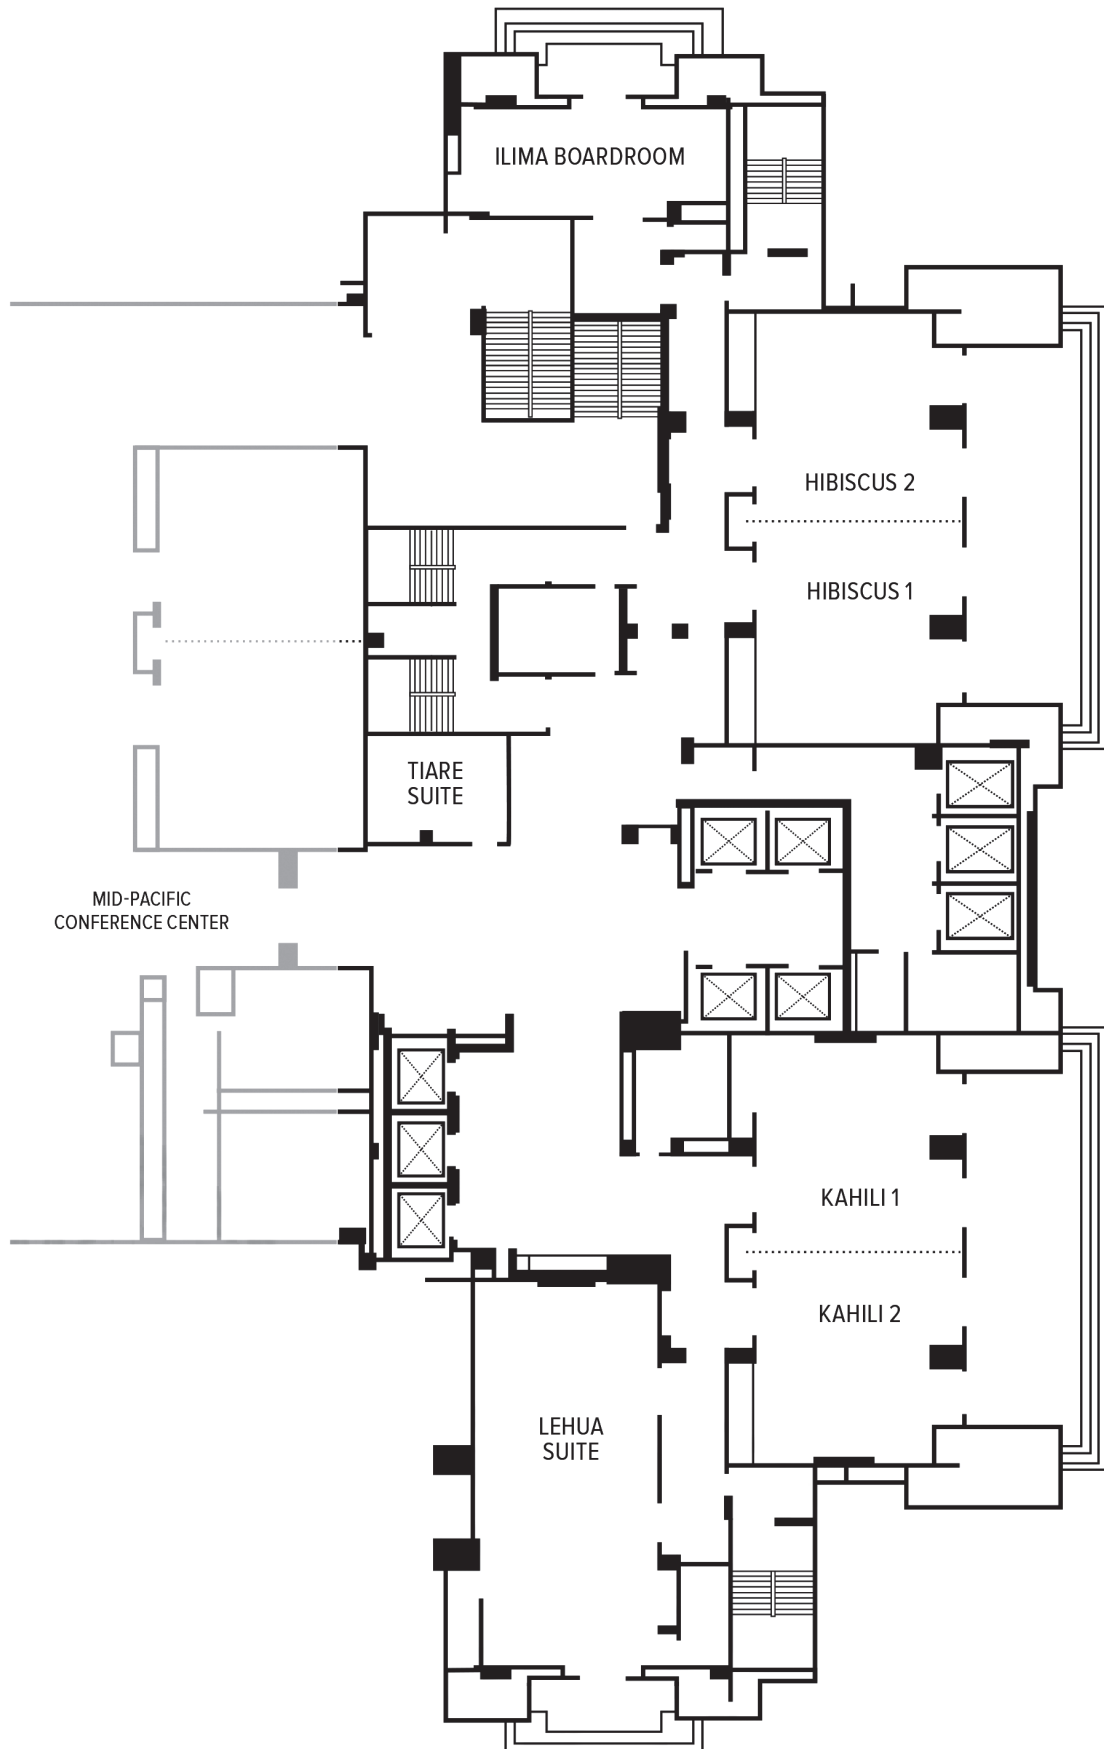 ILIMA BOARDROOM
HIBISCUS 2
HIBISCUS 1
TIARE
SUITE
MID-PACIFIC
CONFERENCE CENTER
KAHILI 1
KAHILI 2
LEHUA
SUITE